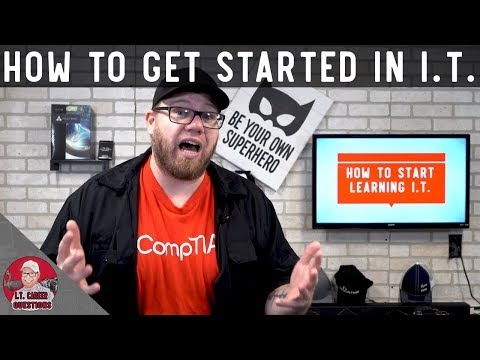 HOW TO GET STARTED IN I.T.
BE YOUR OWN
SUPERHERO
HOW TO START
LEARNING I.T.
CompTIA
I.T. CAREER
QUESTIONS